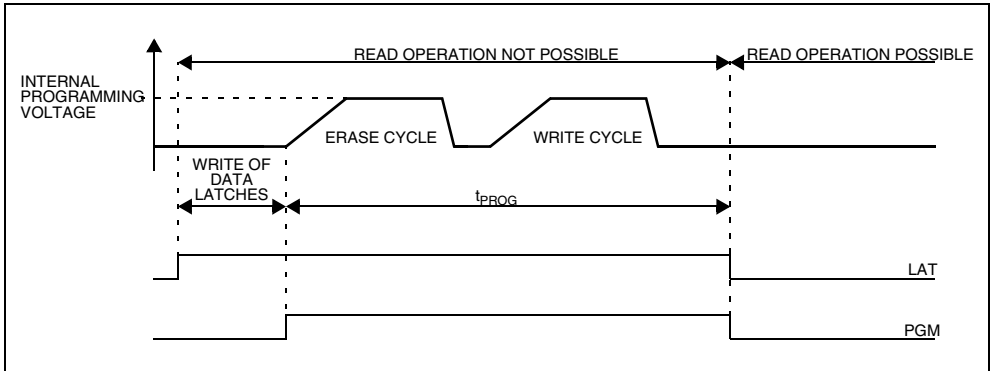 READ OPERATION NOT POSSIBLE
READ OPERATION POSSIBLE
INTERNAL
PROGRAMMING
VOLTAGE
ERASE CYCLE
WRITE CYCLE
WRITE OF
DATA
LATCHES
tPROG
LAT
PGM